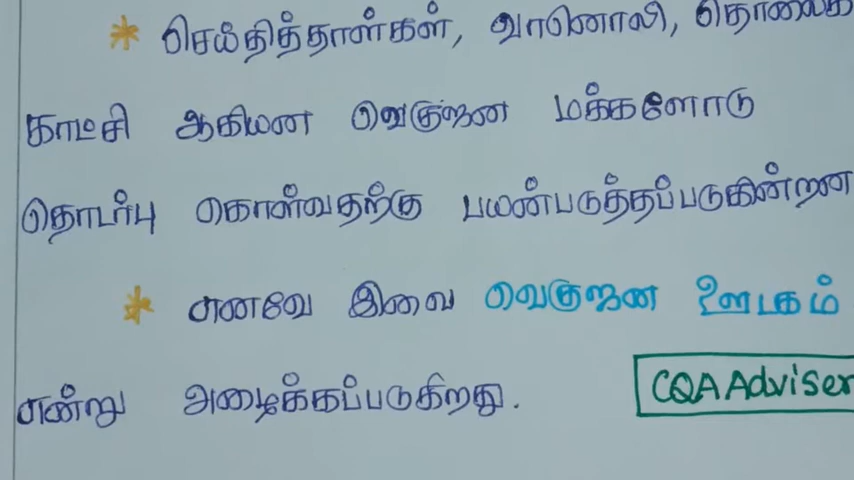 * செய்தித்தாள்கள், வானொலி, தொலைக்
காட்சி ஆகியன வெகுஜன மக்களோடு
தொடர்பு கொள்வதற்கு பயன்படுத்தப்படுகின்றன
* எனவே இவை வெகுஜன ஊடகம்
என்று அழைக்கப்படுகிறது.
CQA Adviser